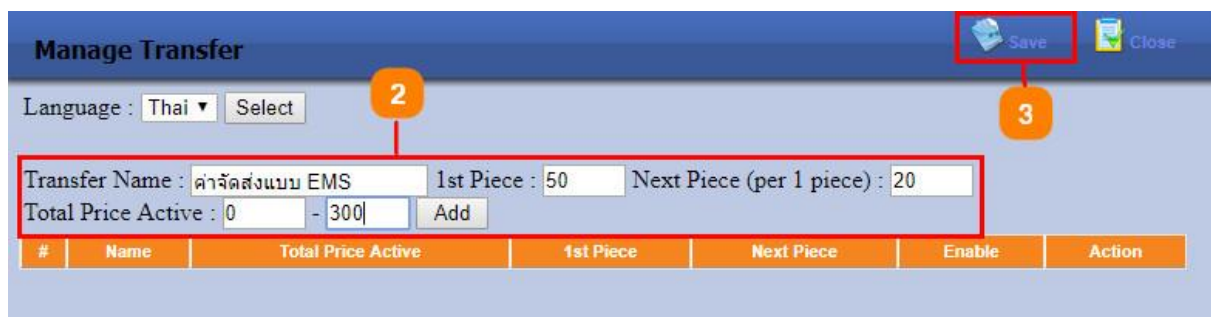 Manage Transfer Save Close
2
Language : Thai Select
3
Transfer Name : ค่าจัดส่งแบบ EMS 1st Piece : 50 Next Piece (per 1 piece) : 20
Total Price Active : 0 - 300 Add
# Name Total Price Active 1st Piece Next Piece Enable Action